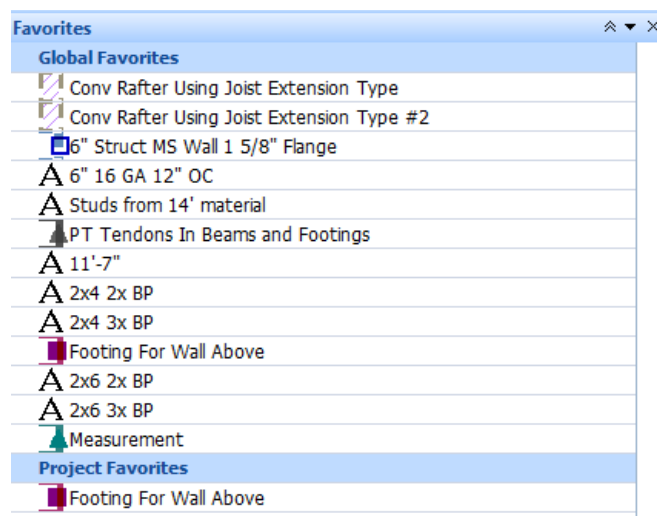 Favorites
Global Favorites
Conv Rafter Using Joist Extension Type
Conv Rafter Using Joist Extension Type #2
6" Struct MS Wall 1 5/8" Flange
A 6" 16 GA 12" OC
A Studs from 14' material
PT Tendons In Beams and Footings
A 11'-7"
A 2x4 2x BP
A 2x4 3x BP
Footing For Wall Above
A 2x6 2x BP
A 2x6 3x BP
Measurement
Project Favorites
Footing For Wall Above